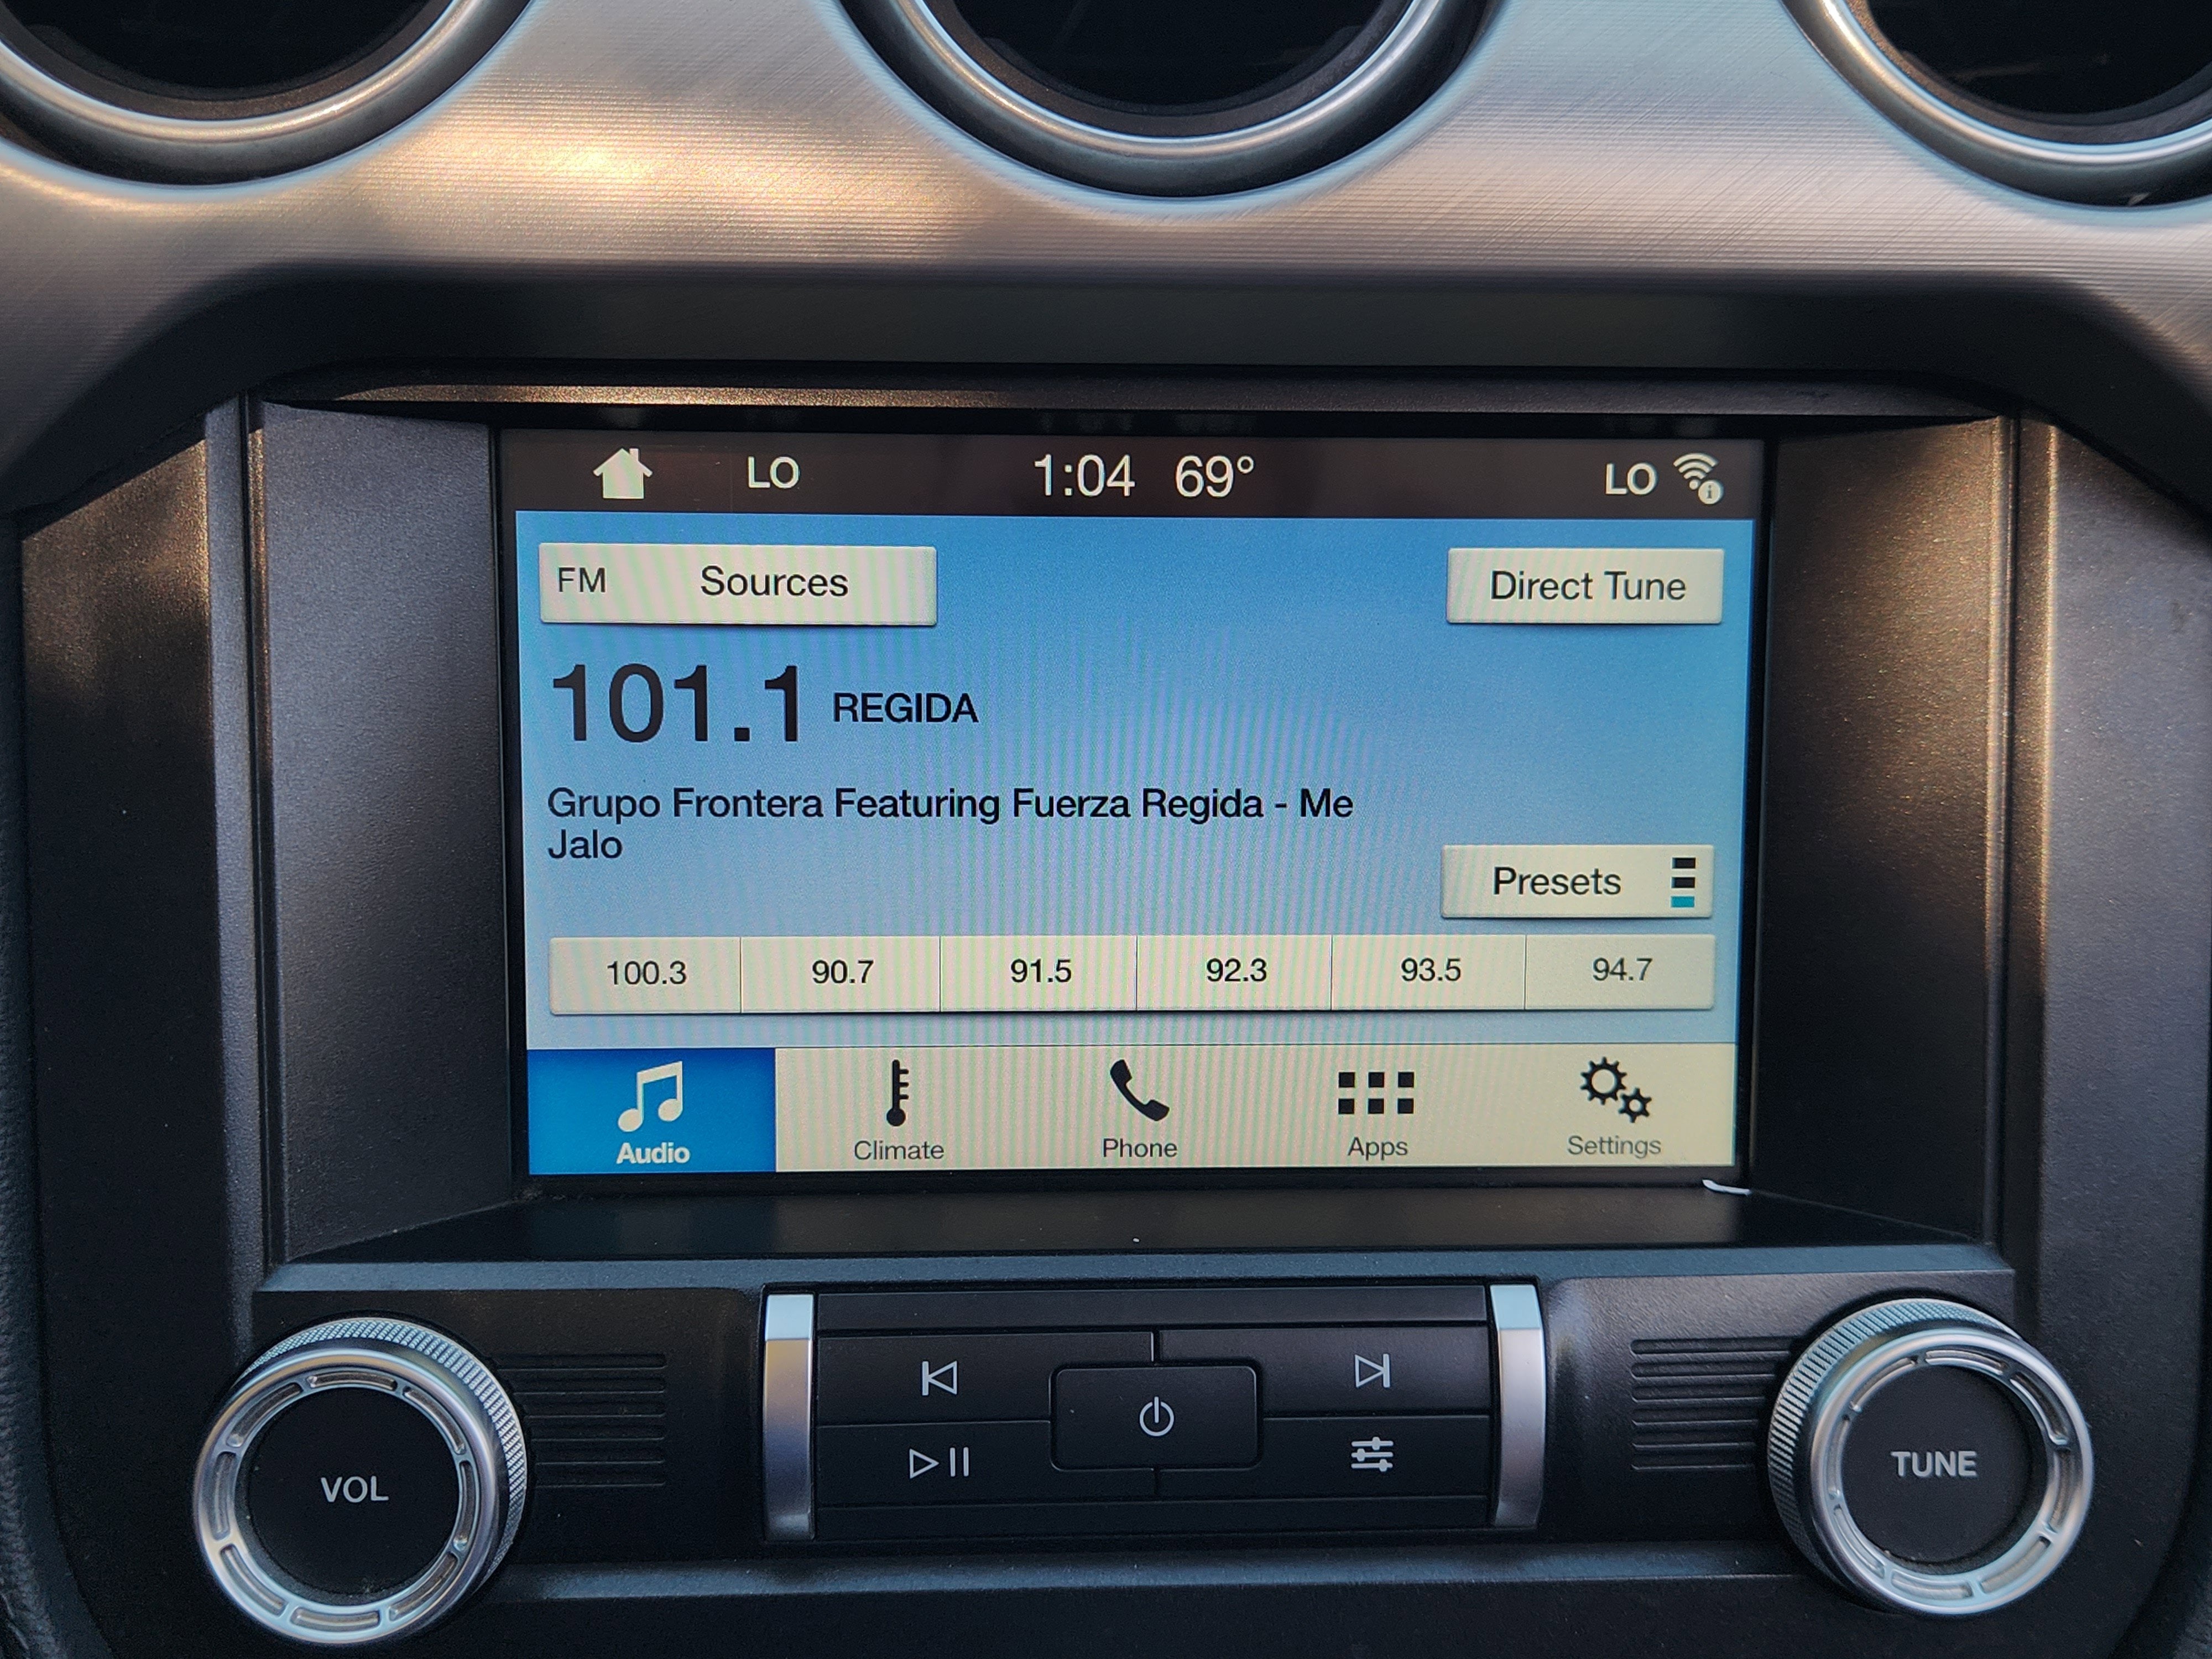 LO 1:04 69° LO
FM Sources Direct Tune
101.1 REGIDA
Grupo Frontera Featuring Fuerza Regida - Me
Jalo
Presets
100.3 90.7 91.5 92.3 93.5 94.7
Audio Climate Phone Apps Settings
VOL TUNE